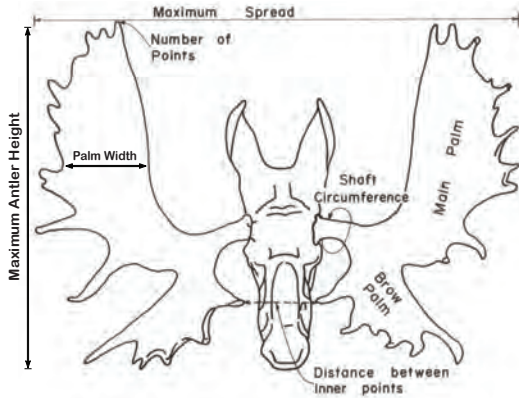 Maximum Spread
Number of
Points
Maximum Antler Height
Palm Width
Shaft
Circumference
Main Palm
Brow
Palm
Distance between
Inner points